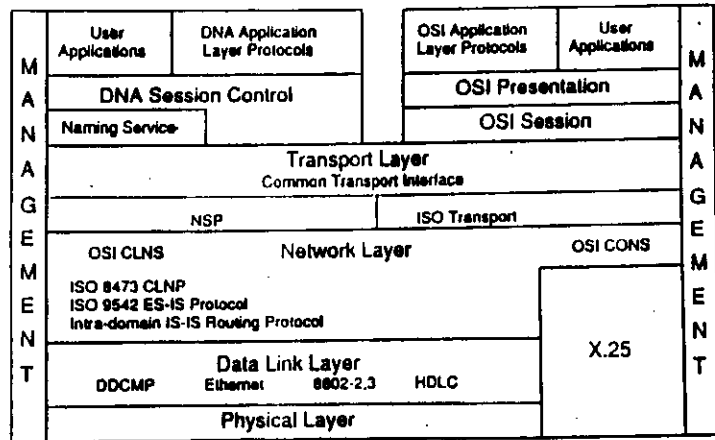 MANAGEMENT
User Applications
DNA Application Layer Protocols
OSI Application Layer Protocols
User Applications
MANAGEMENT
DNA Session Control
OSI Presentation
Naming Service
OSI Session
Transport Layer
Common Transport Interface
NSP
ISO Transport
OSI CLNS
Network Layer
OSI CONS
ISO 8473 CLNP
ISO 9542 ES-IS Protocol
Intra-domain IS-IS Routing Protocol
X.25
Data Link Layer
DDCMP Ethernet 8802-2,3 HDLC
Physical Layer